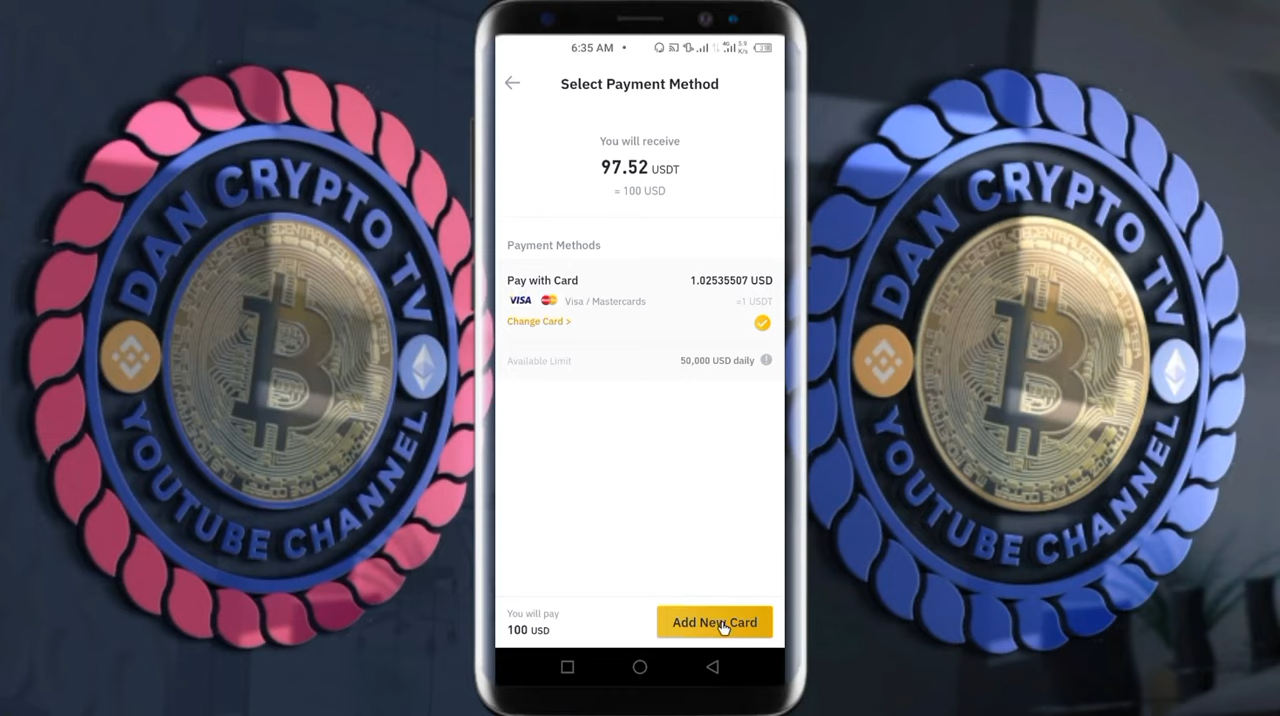 DAN CRYPTO TV
YOUTUBE CHANNEL
6:35 AM
Select Payment Method
You will receive
97.52 USDT
= 100 USD
Payment Methods
Pay with Card
1.02535507 USD
VISA
Visa / Mastercards
=1 USDT
Change Card >
Available Limit
50,000 USD daily
You will pay
100 USD
Add New Card
DAN CRYPTO TV
YOUTUBE CHANNEL